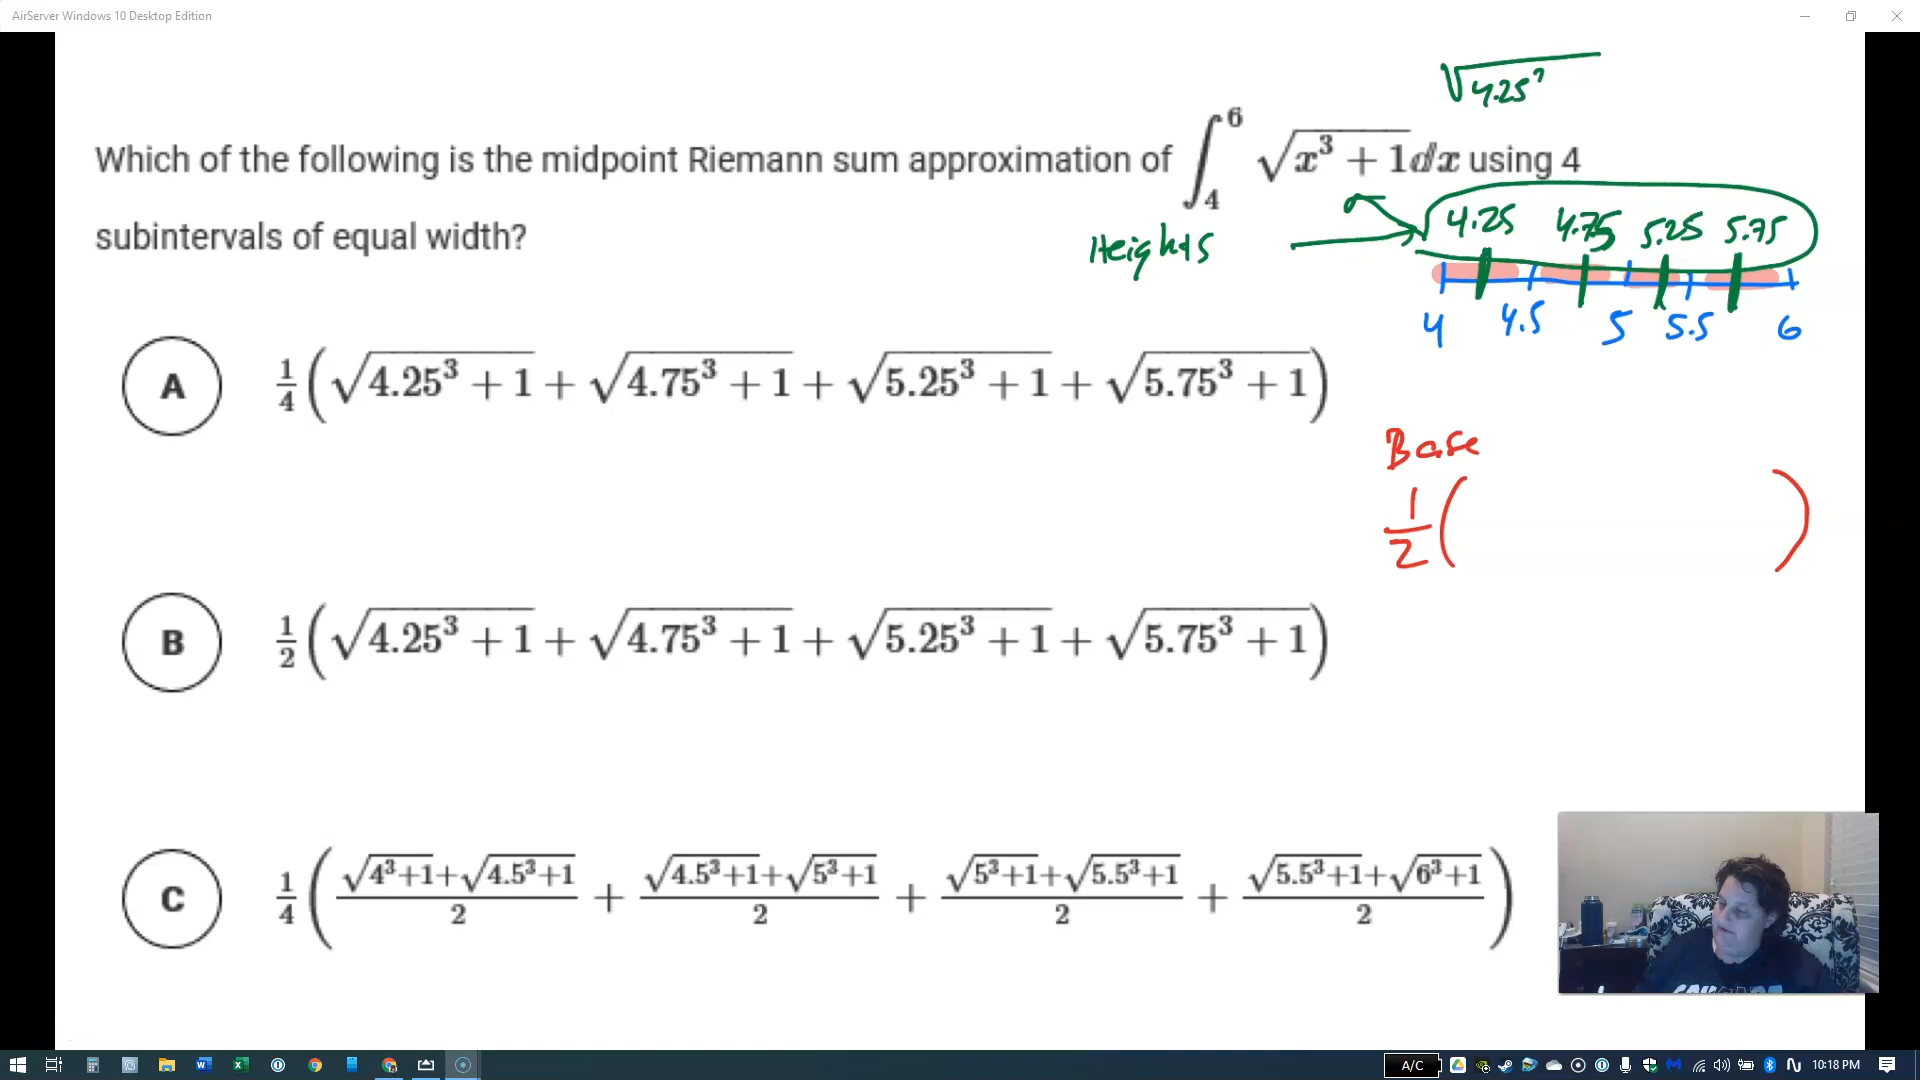 AirServer Windows 10 Desktop Edition
√4.25³
Which of the following is the midpoint Riemann sum approximation of ∫₄⁶ √(x³ + 1)dx using 4
subintervals of equal width?
Heights
4.25 4.75 5.25 5.75
4 4.5 5 5.5 6
A 1/4(√(4.25³ + 1) + √(4.75³ + 1) + √(5.25³ + 1) + √(5.75³ + 1))
Base
1/2( )
B 1/2(√(4.25³ + 1) + √(4.75³ + 1) + √(5.25³ + 1) + √(5.75³ + 1))
C 1/4((√(4³+1)+√(4.5³+1))/2 + (√(4.5³+1)+√(5³+1))/2 + (√(5³+1)+√(5.5³+1))/2 + (√(5.5³+1)+√(6³+1))/2)
A/C
10:18 PM